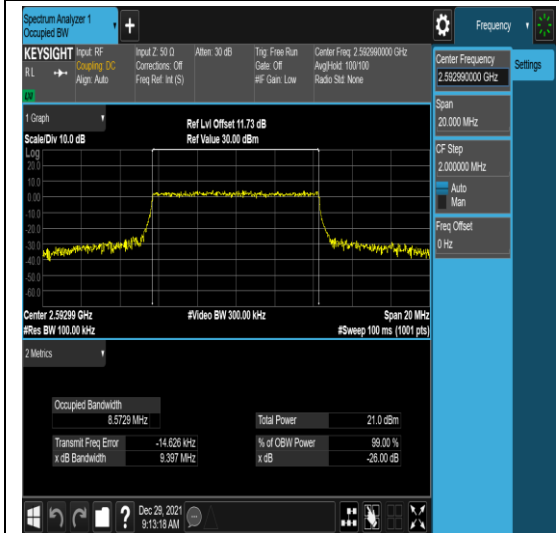 Spectrum Analyzer 1
Occupied BW
+
Frequency
KEYSIGHT
R L
Input: RF
Coupling: DC
Align: Auto
Input Z: 50 Ω
Corrections: Off
Freq Ref: Int (S)
Atten: 30 dB
Trig: Free Run
Gate: Off
#IF Gain: Low
Center Freq: 2.592990000 GHz
Avg|Hold: 100/100
Radio Std: None
Center Frequency
2.592990000 GHz
Settings
Span
20.000 MHz
CF Step
2.000000 MHz
Auto
Man
Freq Offset
0 Hz
1 Graph
Scale/Div 10.0 dB
Ref Lvl Offset 11.73 dB
Ref Value 30.00 dBm
Log
20.0
10.0
0.00
-10.0
-20.0
-30.0
-40.0
-50.0
-60.0
Center 2.59299 GHz
#Video BW 300.00 kHz
Span 20 MHz
#Res BW 100.00 kHz
#Sweep 100 ms (1001 pts)
2 Metrics
Occupied Bandwidth
8.5729 MHz
Total Power 21.0 dBm
Transmit Freq Error -14.626 kHz
% of OBW Power 99.00 %
x dB Bandwidth 9.397 MHz
x dB -26.00 dB
?
Dec 29, 2021
9:13:18 AM